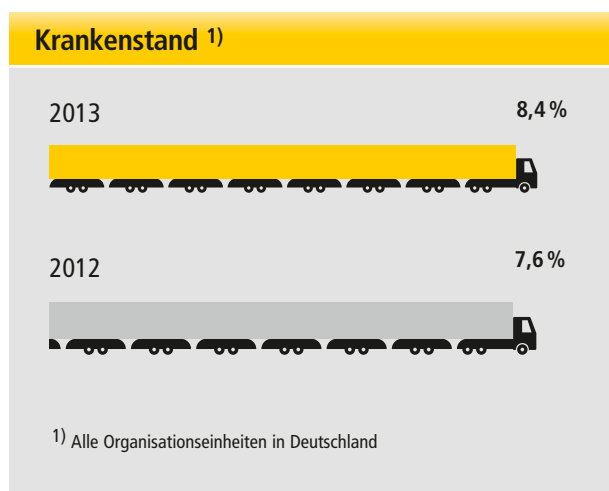 Krankenstand 1)
2013 8,4 %
2012 7,6 %
1) Alle Organisationseinheiten in Deutschland